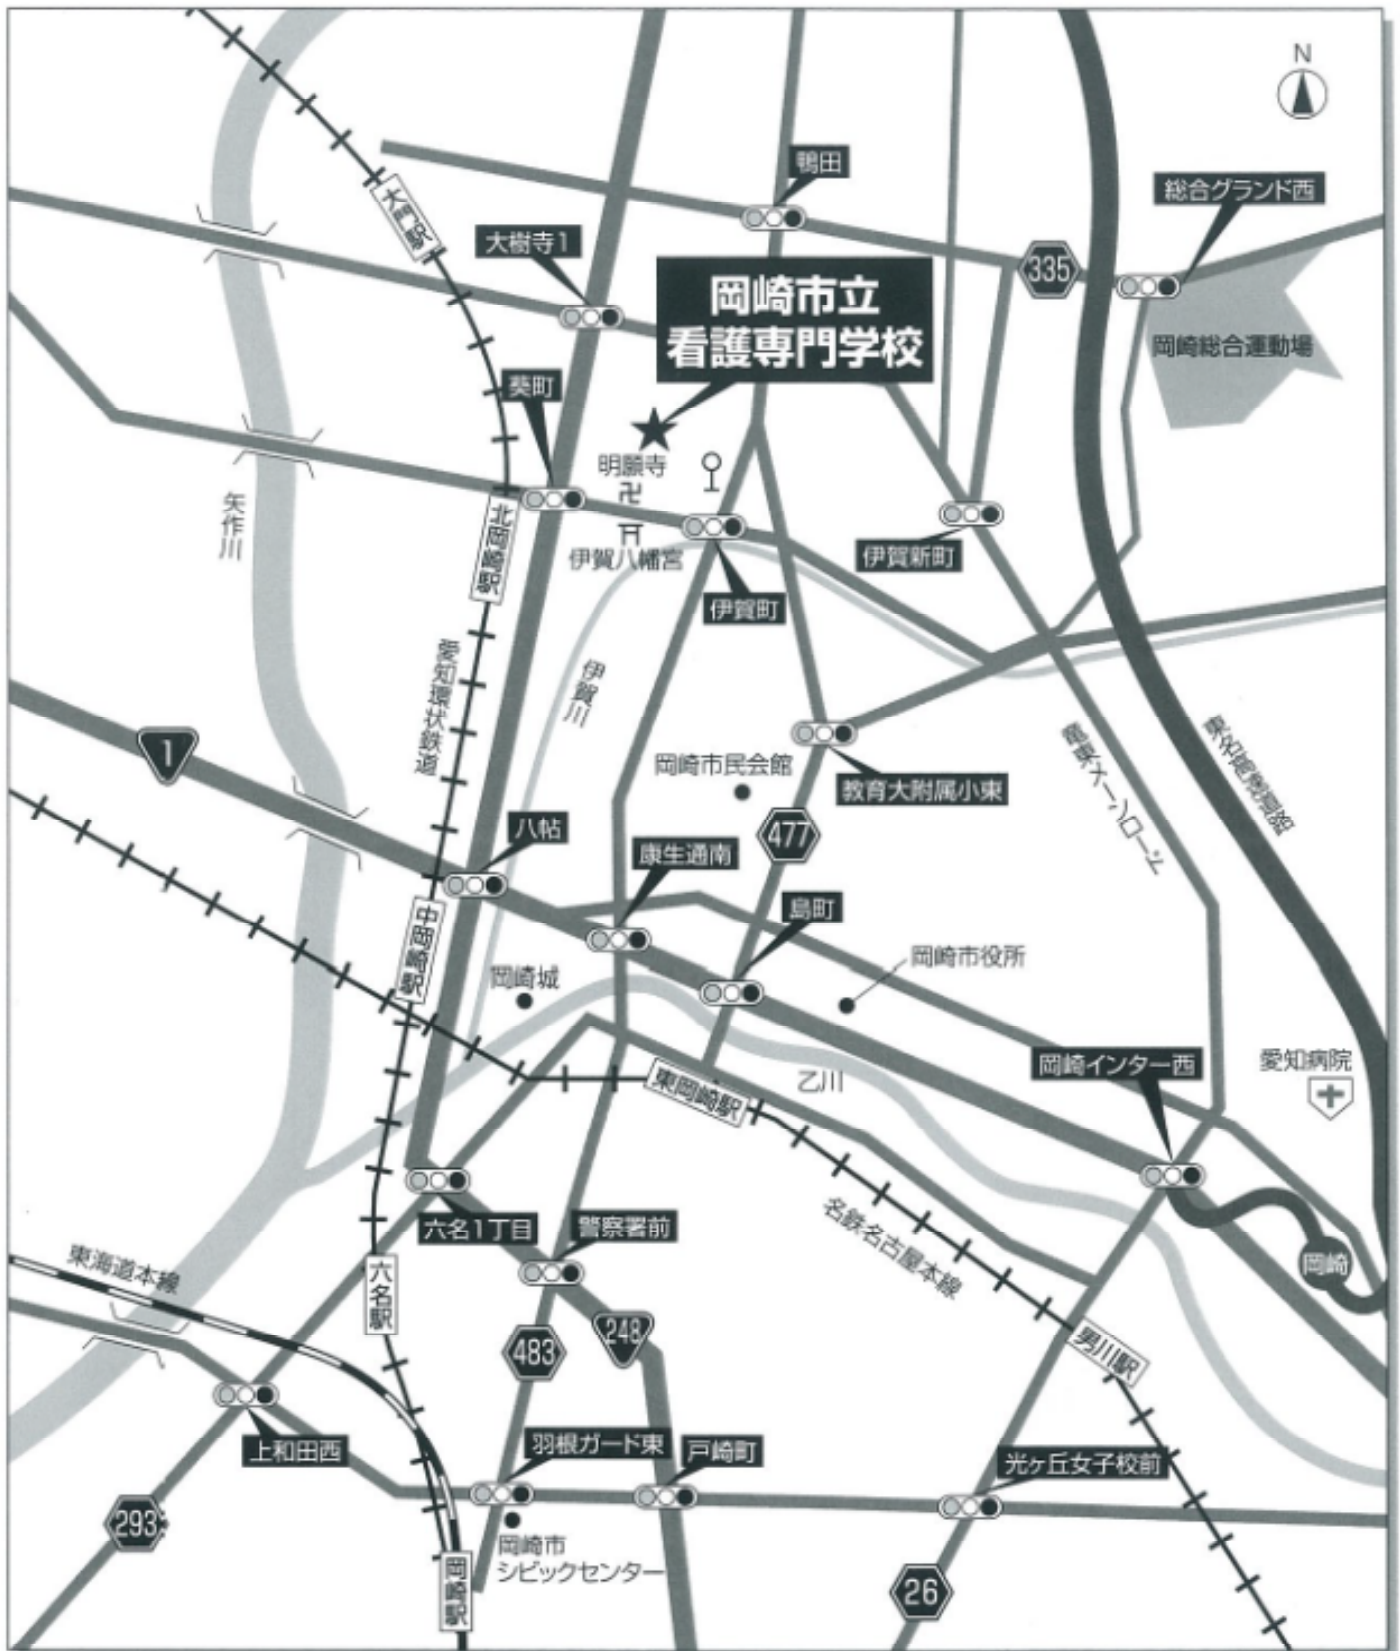 N
鴨田
総合グランド西
大門駅
大樹寺1
335
岡崎市立
看護専門学校
岡崎総合運動場
葵町
明願寺
卍
矢作川
北岡崎駅
伊賀八幡宮
伊賀新町
伊賀町
愛知環状鉄道
伊賀川
1
岡崎市民会館
教育大附属小東
竜東メーンロード
東名高速道路
八帖
477
康生通南
島町
中岡崎駅
岡崎城
岡崎市役所
岡崎インター西
愛知病院
東岡崎駅
乙川
六名1丁目
警察署前
名鉄名古屋本線
岡崎
東海道本線
六名駅
483
248
男川駅
上和田西
羽根ガード東
戸崎町
光ヶ丘女子校前
293
岡崎市
シビックセンター
岡崎駅
26